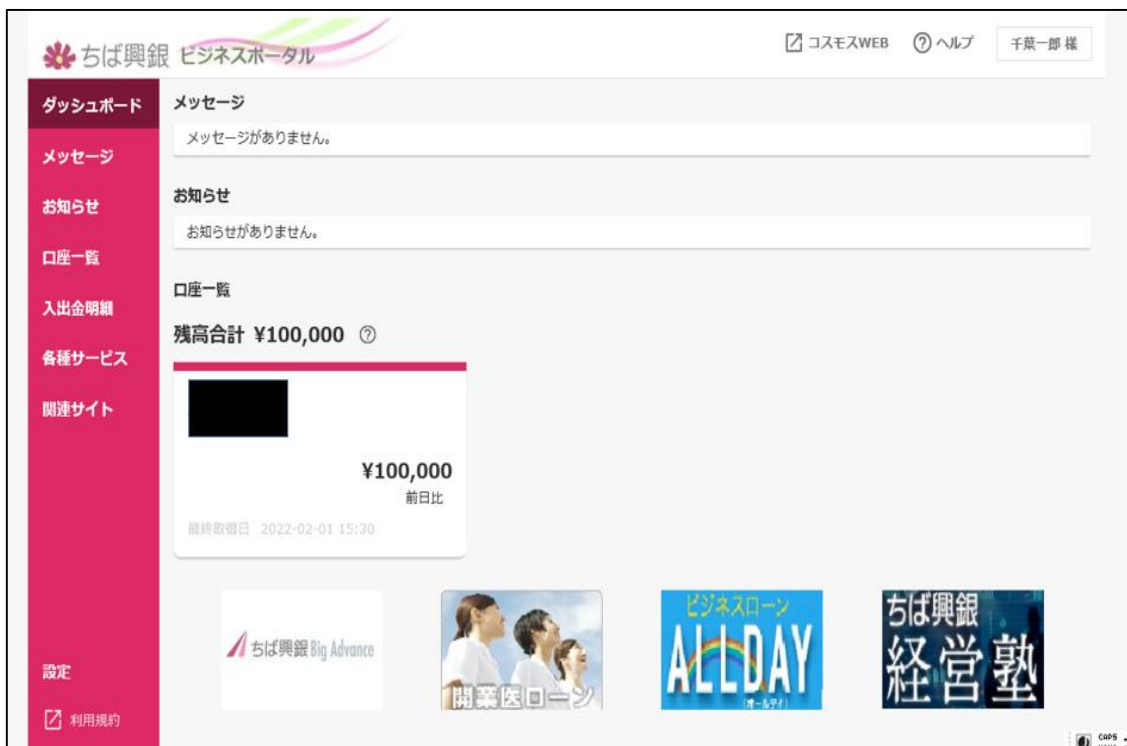 ちば興銀 ビジネスポータル
コスモスWEB
ヘルプ
千葉一郎 様
ダッシュボード
メッセージ
お知らせ
口座一覧
入出金明細
各種サービス
関連サイト
設定
利用規約
メッセージ
メッセージがありません。
お知らせ
お知らせがありません。
口座一覧
残高合計 ¥100,000
¥100,000
前日比
最終取得日 2022-02-01 15:30
ちば興銀 Big Advance
開業医ローン
ビジネスローン
ALLDAY
(オールデイ)
ちば興銀
経営塾
CAPS